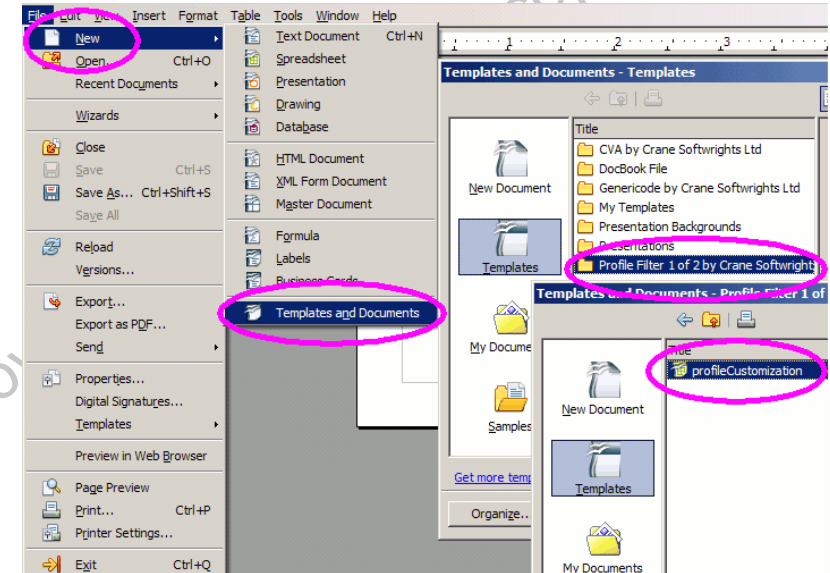 File Edit View Insert Format Table Tools Window Help
New
Open... Ctrl+O
Recent Documents
Wizards
Close
Save Ctrl+S
Save As... Ctrl+Shift+S
Save All
Reload
Versions...
Export...
Export as PDF...
Send
Properties...
Digital Signatures...
Templates
Preview in Web Browser
Page Preview
Print... Ctrl+P
Printer Settings...
Exit Ctrl+Q
Text Document Ctrl+N
Spreadsheet
Presentation
Drawing
Database
HTML Document
XML Form Document
Master Document
Formula
Labels
Business Cards
Templates and Documents
1 2 3
Templates and Documents - Templates
New Document
Templates
My Docume
Samples
Get more temp
Organize...
Title
CVA by Crane Softwrights Ltd
DocBook File
Genericode by Crane Softwrights Ltd
My Templates
Presentation Backgrounds
Presentations
Profile Filter 1 of 2 by Crane Softwright
Templates and Documents - Profile Filter 1 of
New Document
Templates
My Documents
Title
profileCustomization